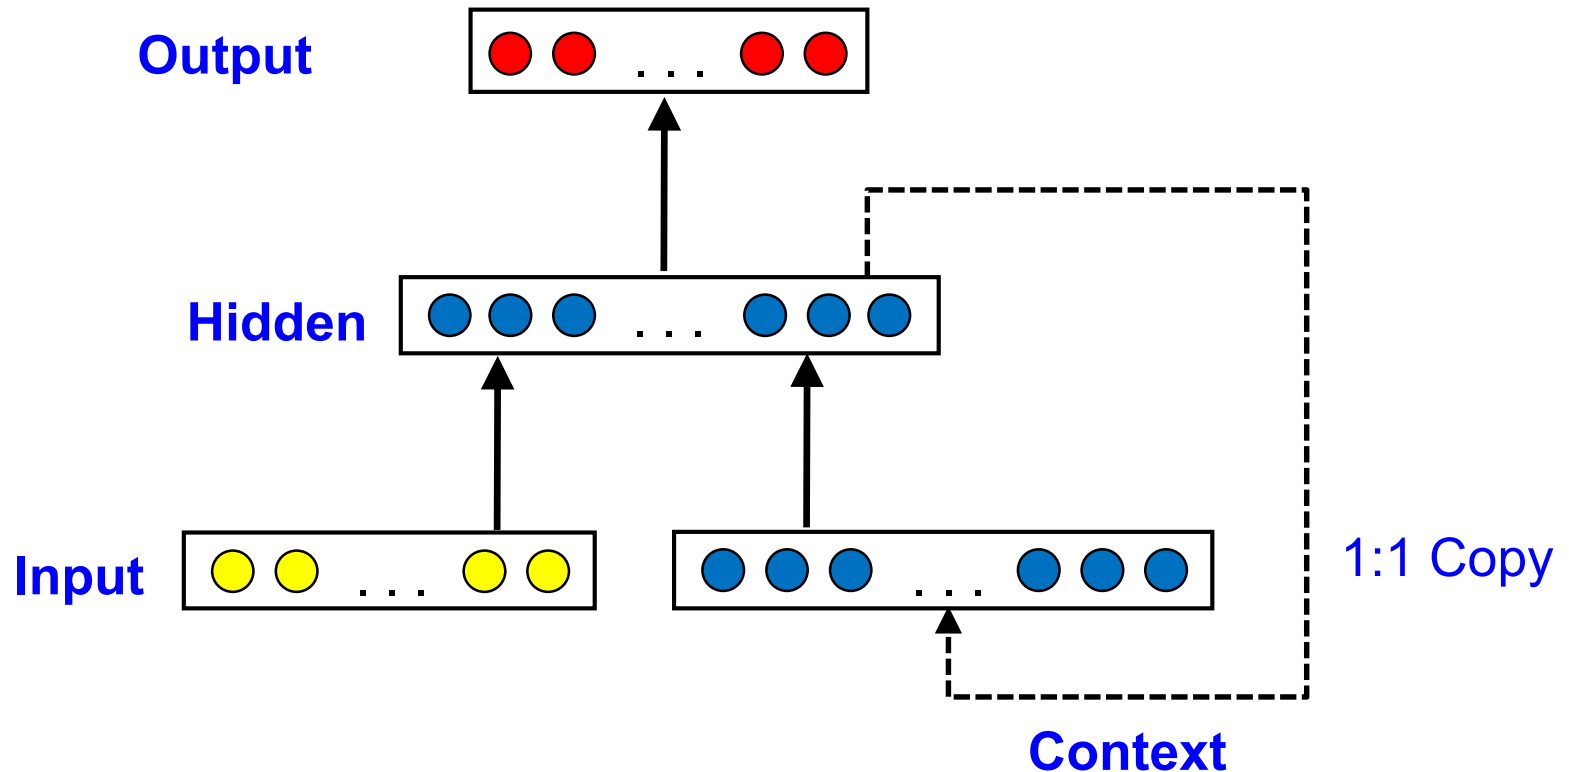 Output
. . .
Hidden
. . .
Input
. . .
. . .
1:1 Copy
Context